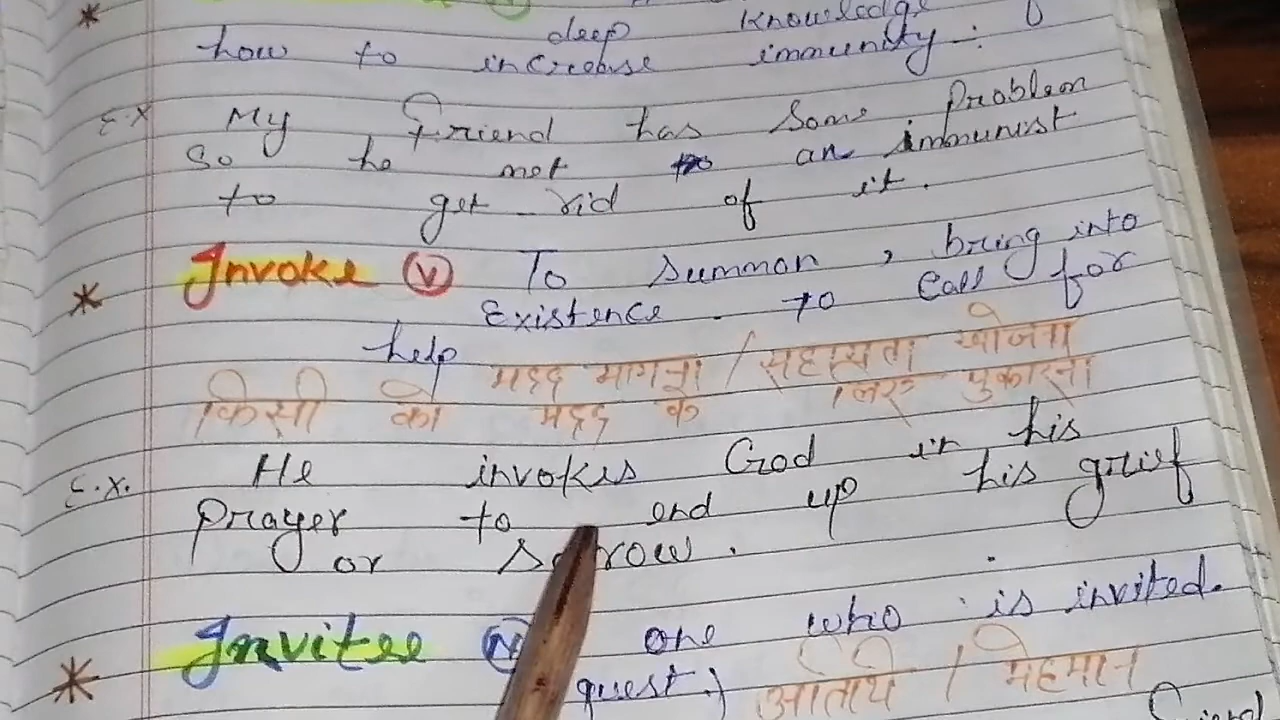 deep knowledge
how to increase immunity.
E.X My friend has some problem
So he met an immunist
to get rid of it.
* Invoke (V) To summon, bring into
existence. to call for
help
मदद मागना / सहायता खोजना
किसी को मदद के लिए पुकारना
E.X. He invokes God in his
prayer to end up his grief
or sorrow.
* Invitee (N) one who is invited.
guest.) अतिथि / मेहमान